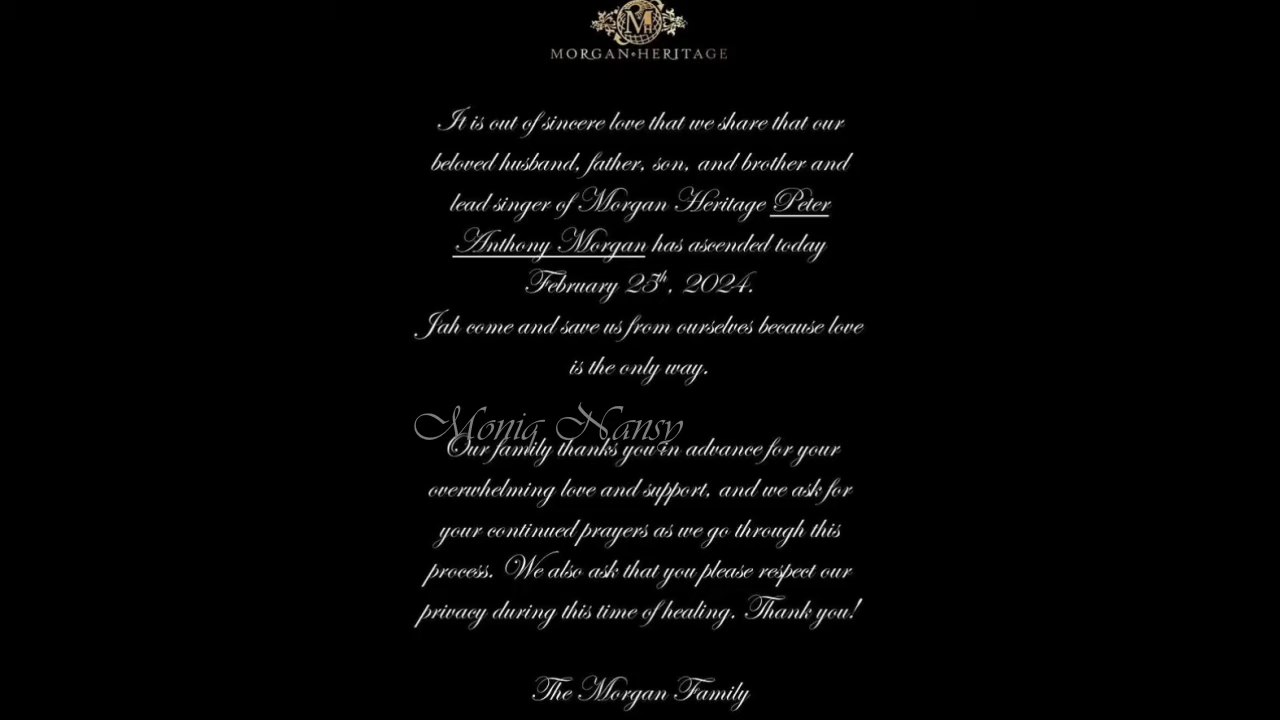 M
MORGAN•HERITAGE
It is out of sincere love that we share that our
beloved husband, father, son, and brother and
lead singer of Morgan Heritage Peter
Anthony Morgan has ascended today
February 25th, 2024.
Jah come and save us from ourselves because love
is the only way.
Moniq Nansy
Our family thanks you in advance for your
overwhelming love and support, and we ask for
your continued prayers as we go through this
process. We also ask that you please respect our
privacy during this time of healing. Thank you!
The Morgan Family